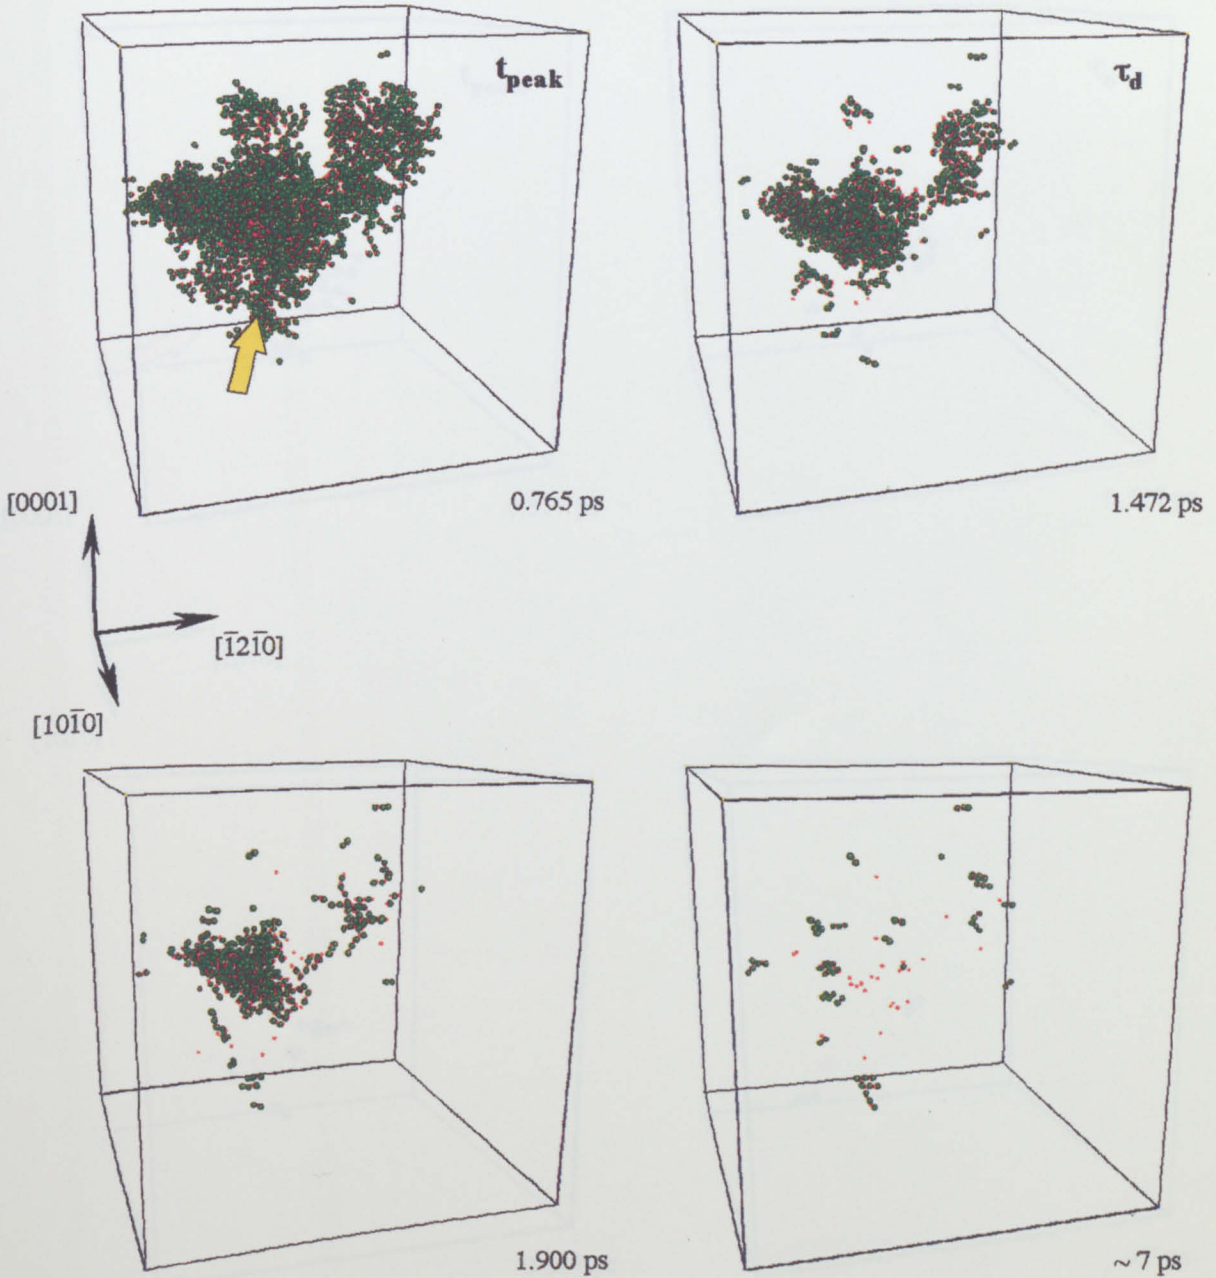 t_peak
τ_d
0.765 ps
1.472 ps
[0001]
[1̄21̄0]
[101̄0]
1.900 ps
~ 7 ps